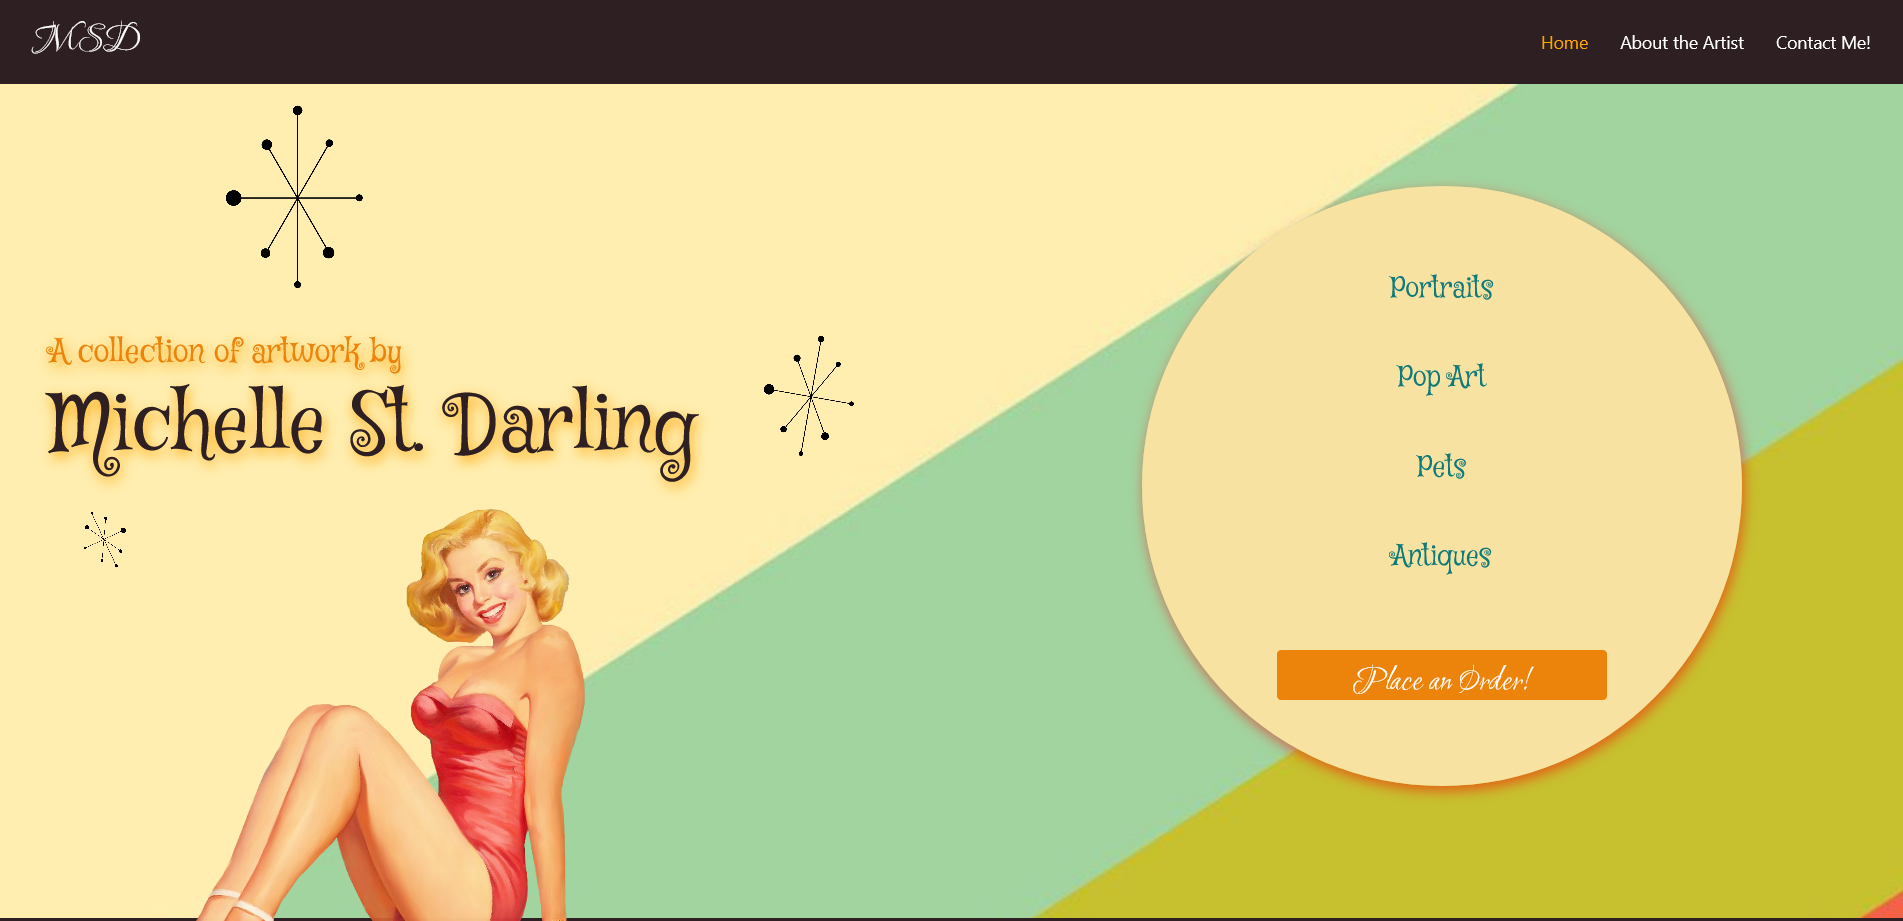 MSD
Home
About the Artist
Contact Me!
A collection of artwork by
Michelle St. Darling
Portraits
Pop Art
Pets
Antiques
Place an Order!